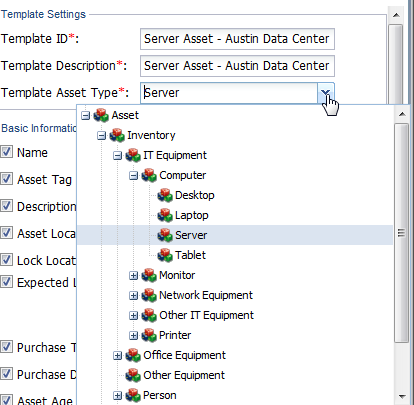 Template Settings
Template ID*: Server Asset - Austin Data Center
Template Description*: Server Asset - Austin Data Center
Template Asset Type*: Server
Asset
Inventory
Basic Informatio
IT Equipment
Name
Computer
Asset Tag
Desktop
Laptop
Description
Server
Asset Loca
Tablet
Lock Locat
Monitor
Expected L
Network Equipment
Other IT Equipment
Printer
Purchase T
Office Equipment
Purchase D
Other Equipment
Asset Age
Person